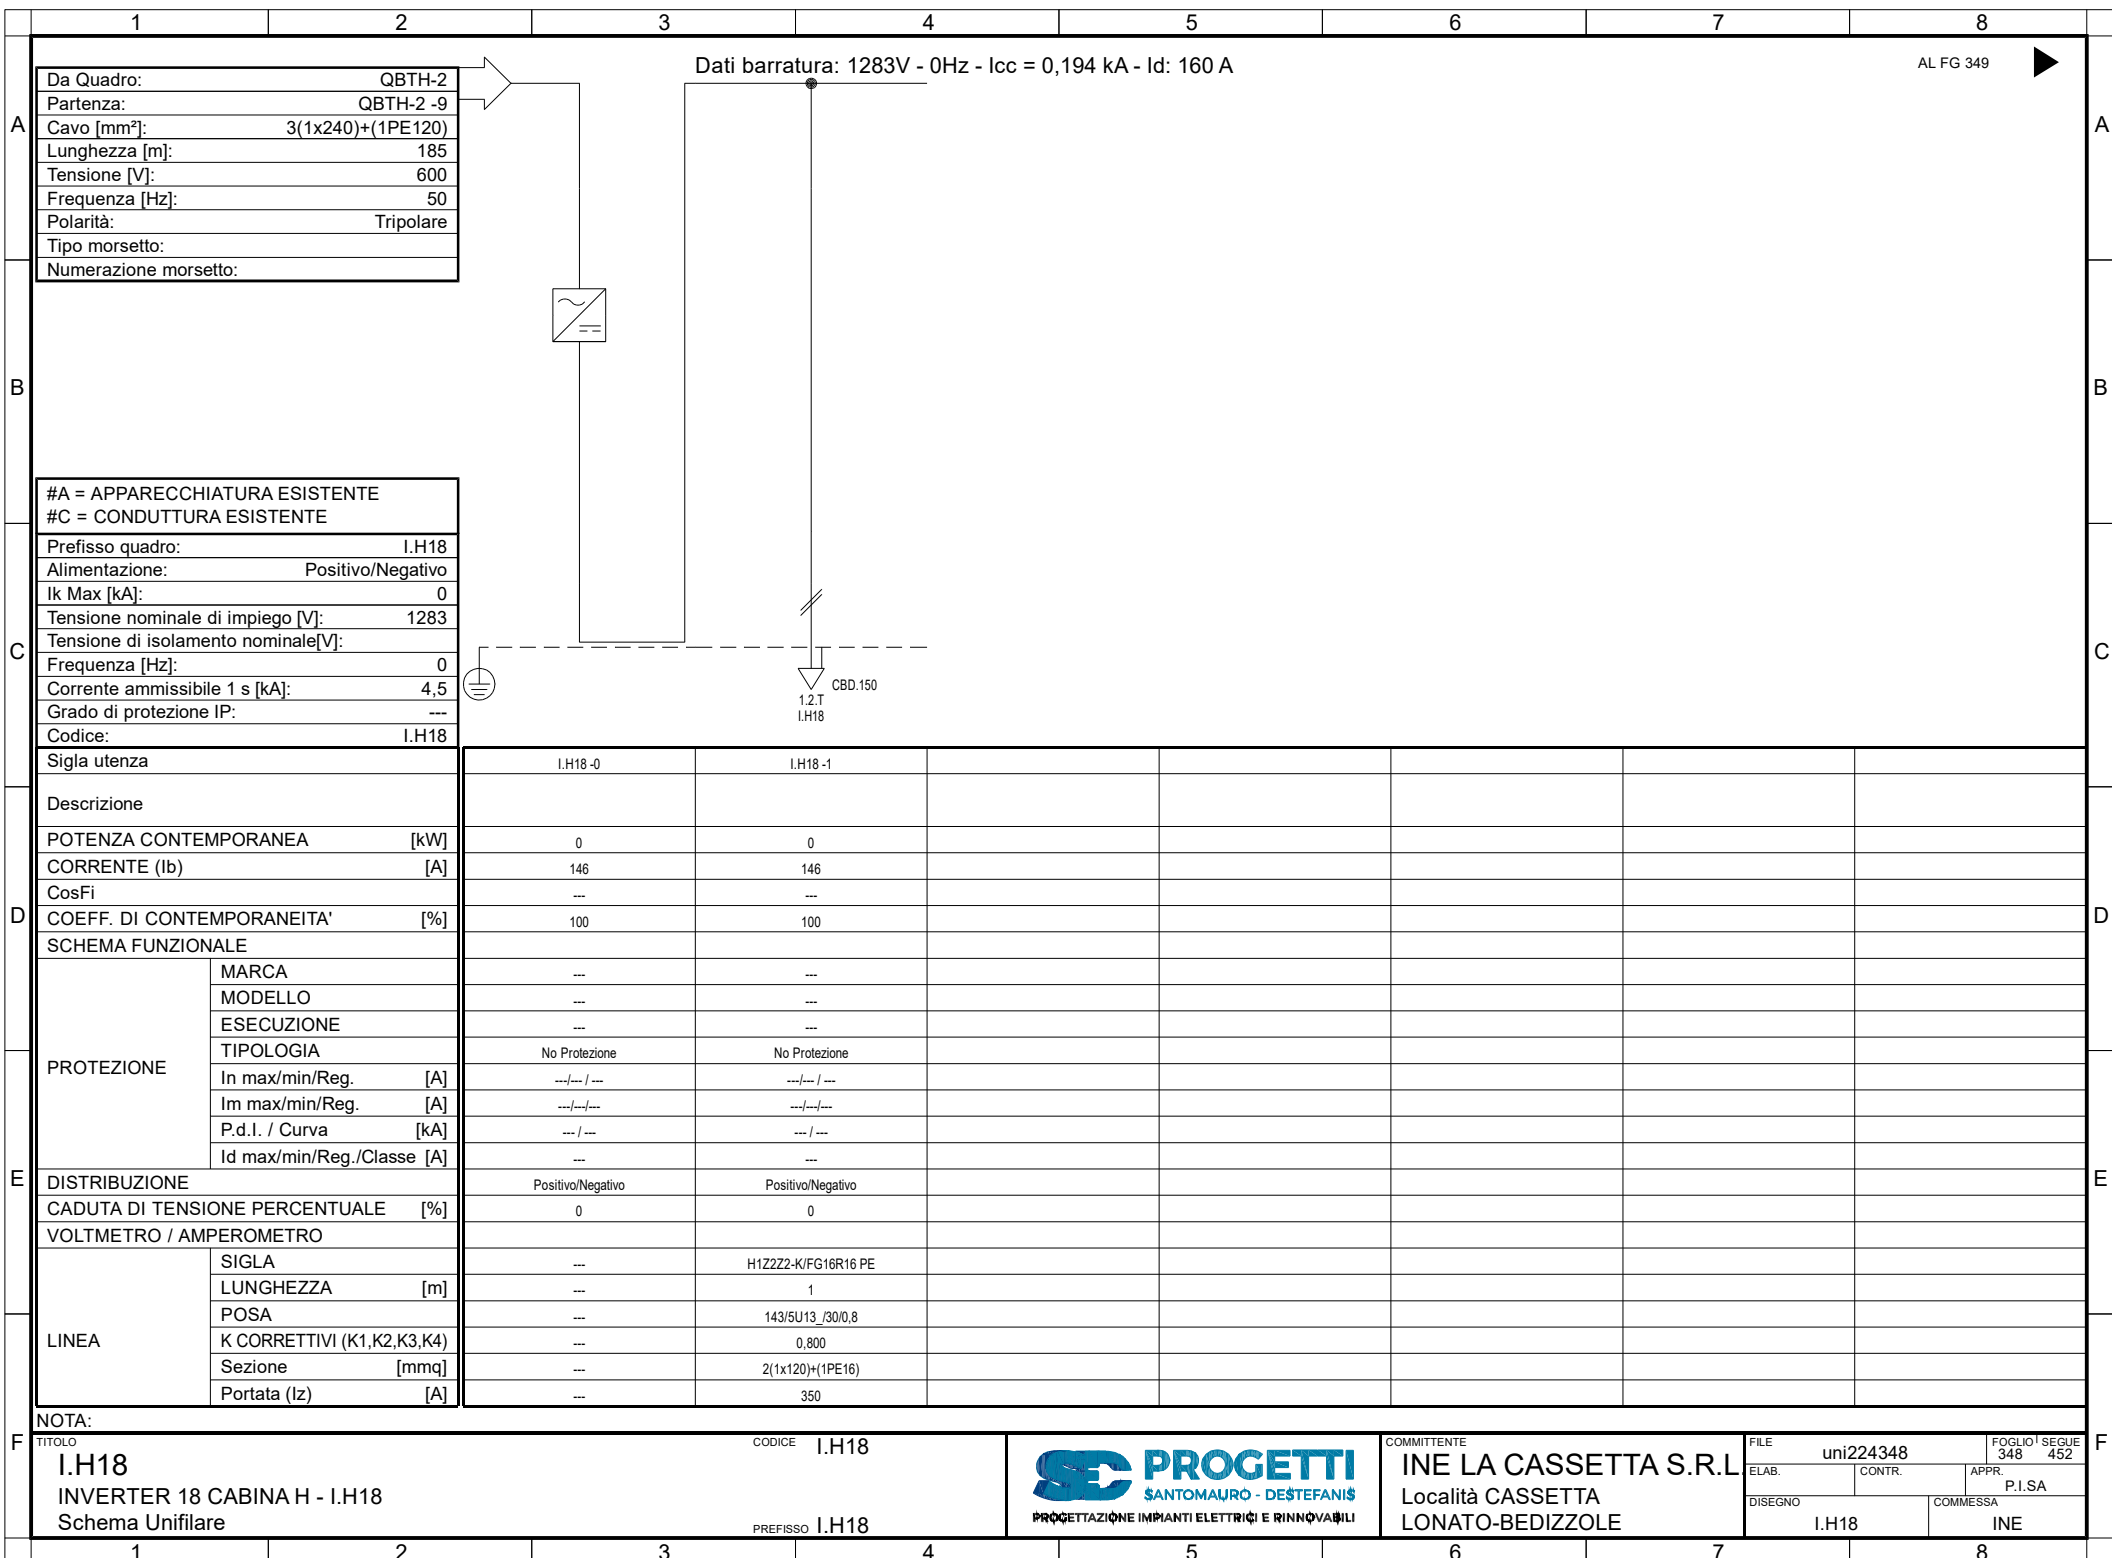 1 2 3 4 5 6 7 8
Dati barratura: 1283V - 0Hz - Icc = 0,194 kA - Id: 160 A
AL FG 349
Da Quadro: QBTH-2
Partenza: QBTH-2 -9
A A
Cavo [mm²]: 3(1x240)+(1PE120)
Lunghezza [m]: 185
Tensione [V]: 600
Frequenza [Hz]: 50
Polarità: Tripolare
Tipo morsetto:
Numerazione morsetto:
B B
#A = APPARECCHIATURA ESISTENTE
#C = CONDUTTURA ESISTENTE
Prefisso quadro: I.H18
Alimentazione: Positivo/Negativo
Ik Max [kA]: 0
Tensione nominale di impiego [V]: 1283
Tensione di isolamento nominale[V]:
C C
Frequenza [Hz]: 0
Corrente ammissibile 1 s [kA]: 4,5
Grado di protezione IP: ---
Codice: I.H18
CBD.150
1.2.T
I.H18
Sigla utenza I.H18 -0 I.H18 -1
Descrizione
POTENZA CONTEMPORANEA [kW] 0 0
CORRENTE (Ib) [A] 146 146
CosFi --- ---
D D
COEFF. DI CONTEMPORANEITA' [%] 100 100
SCHEMA FUNZIONALE
PROTEZIONE
MARCA --- ---
MODELLO --- ---
ESECUZIONE --- ---
TIPOLOGIA No Protezione No Protezione
In max/min/Reg. [A] ---/--- / --- ---/--- / ---
Im max/min/Reg. [A] ---/---/--- ---/---/---
P.d.I. / Curva [kA] --- / --- --- / ---
Id max/min/Reg./Classe [A] --- ---
E E
DISTRIBUZIONE Positivo/Negativo Positivo/Negativo
CADUTA DI TENSIONE PERCENTUALE [%] 0 0
VOLTMETRO / AMPEROMETRO
LINEA
SIGLA --- H1Z2Z2-K/FG16R16 PE
LUNGHEZZA [m] --- 1
POSA --- 143/5U13_/30/0,8
K CORRETTIVI (K1,K2,K3,K4) --- 0,800
Sezione [mmq] --- 2(1x120)+(1PE16)
Portata (Iz) [A] --- 350
NOTA:
F F
TITOLO
I.H18
INVERTER 18 CABINA H - I.H18
Schema Unifilare
CODICE I.H18
PREFISSO I.H18
SDC PROGETTI
SANTOMAURO - DESTEFANIS
PROGETTAZIONE IMPIANTI ELETTRICI E RINNOVABILI
COMMITTENTE
INE LA CASSETTA S.R.L.
Località CASSETTA
LONATO-BEDIZZOLE
FILE uni224348
FOGLIO 348 SEGUE 452
ELAB. CONTR. APPR. P.I.SA
DISEGNO I.H18
COMMESSA INE
1 2 3 4 5 6 7 8